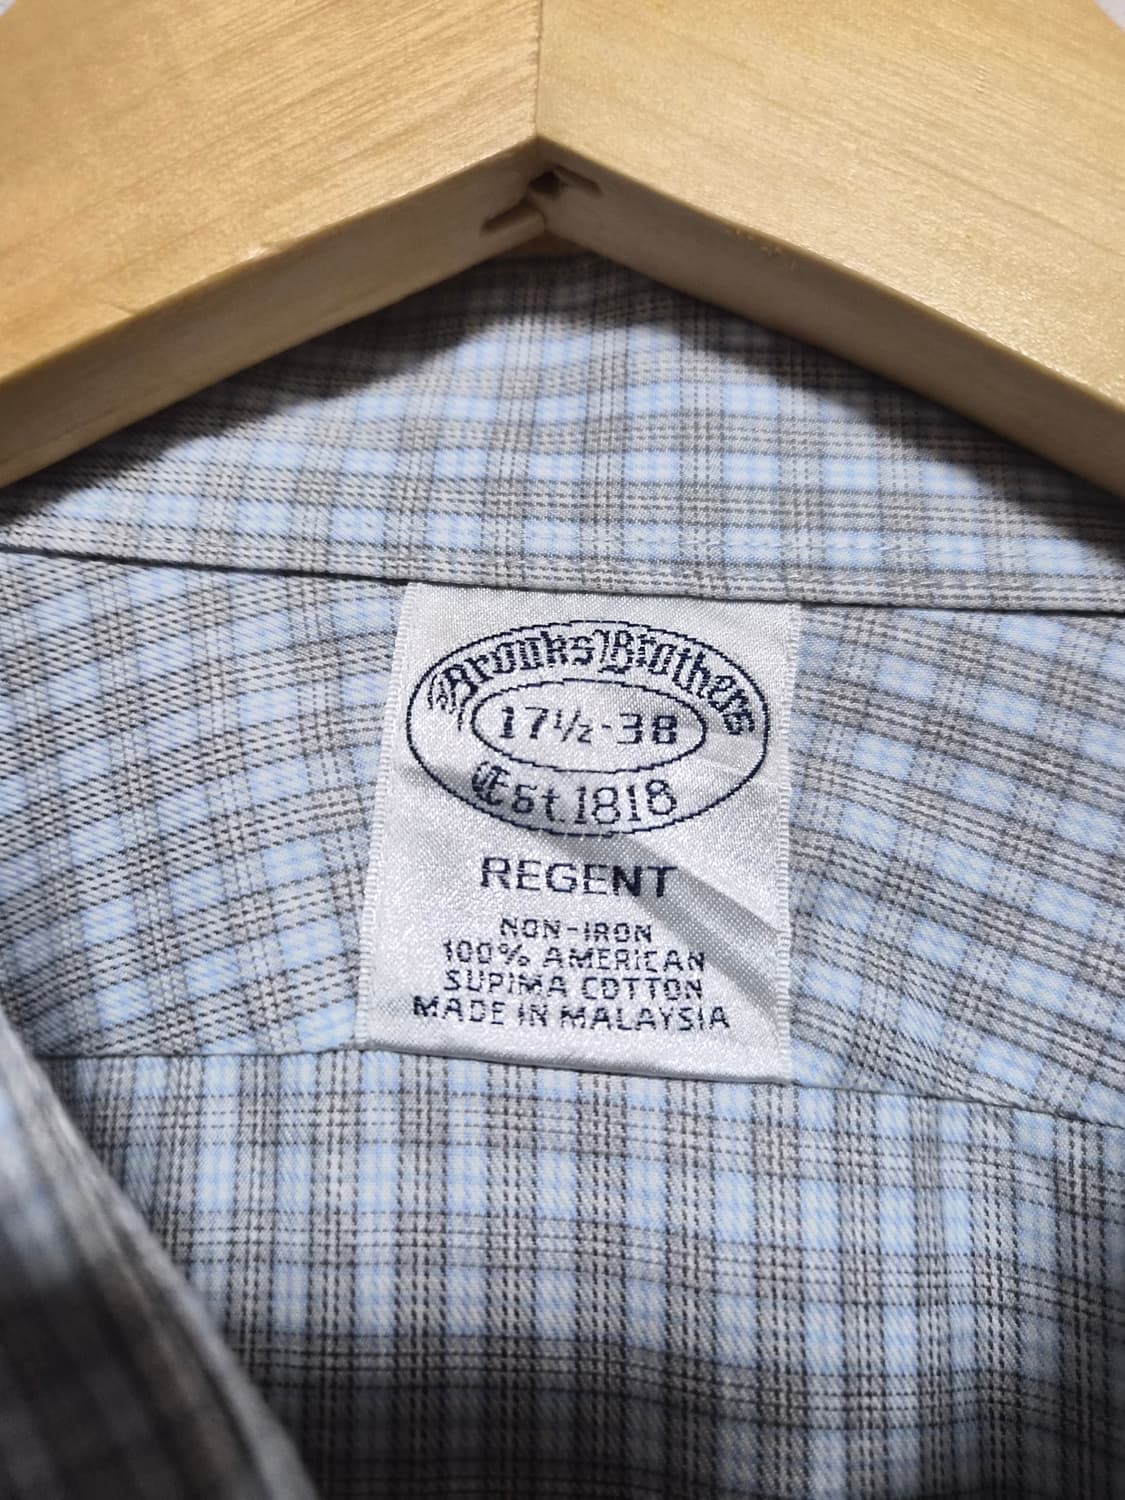 Brooks Brothers
17½-38
Est 1818
REGENT
NON-IRON
100% AMERICAN
SUPIMA COTTON
MADE IN MALAYSIA